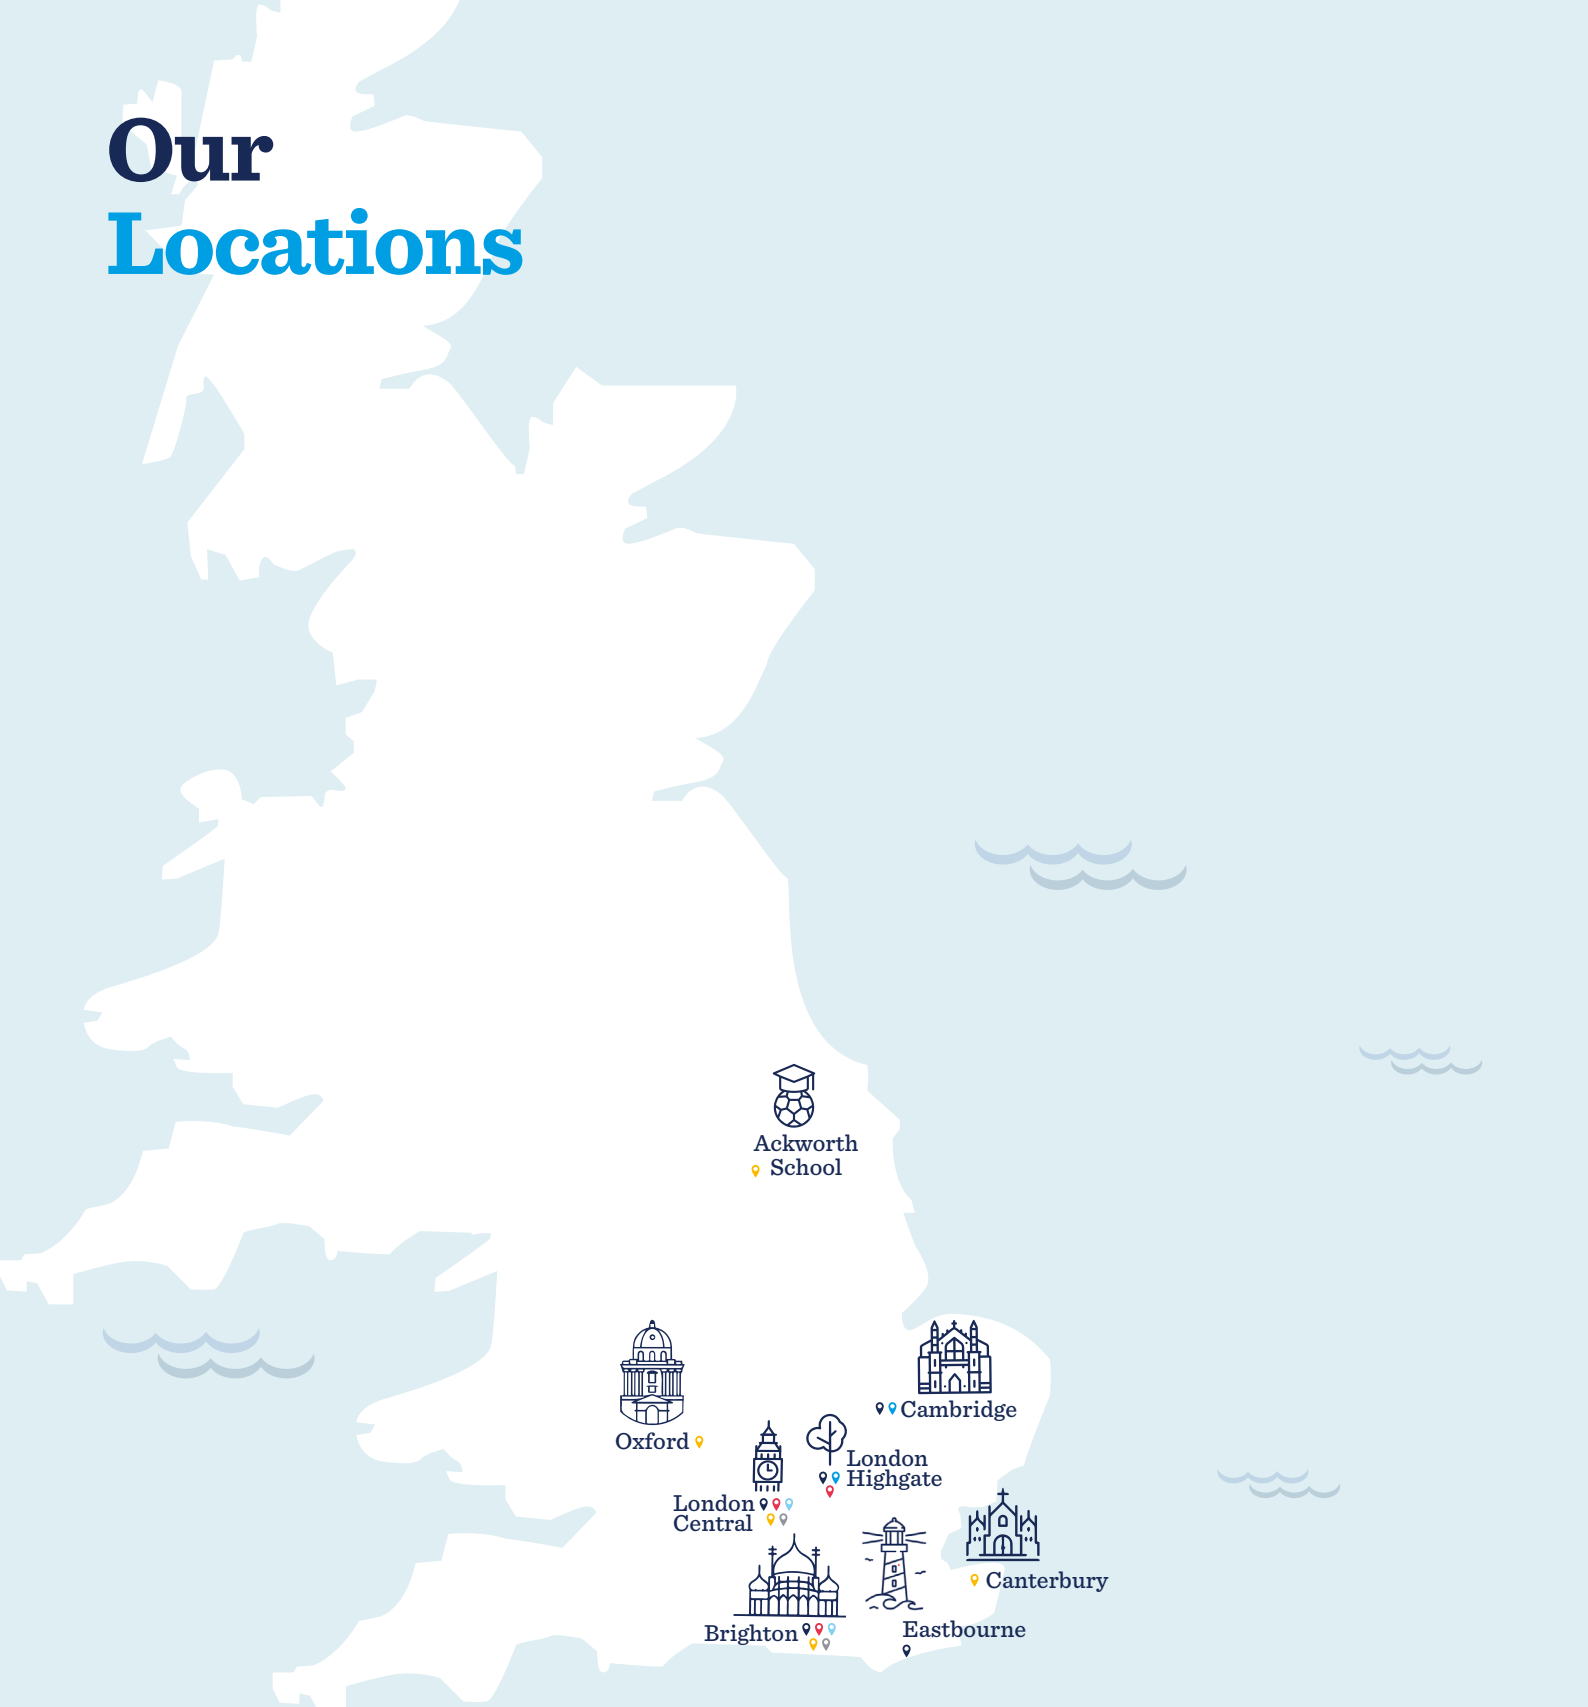 Our
Locations
Ackworth
School
Oxford
Cambridge
London
Highgate
London
Central
Canterbury
Brighton
Eastbourne